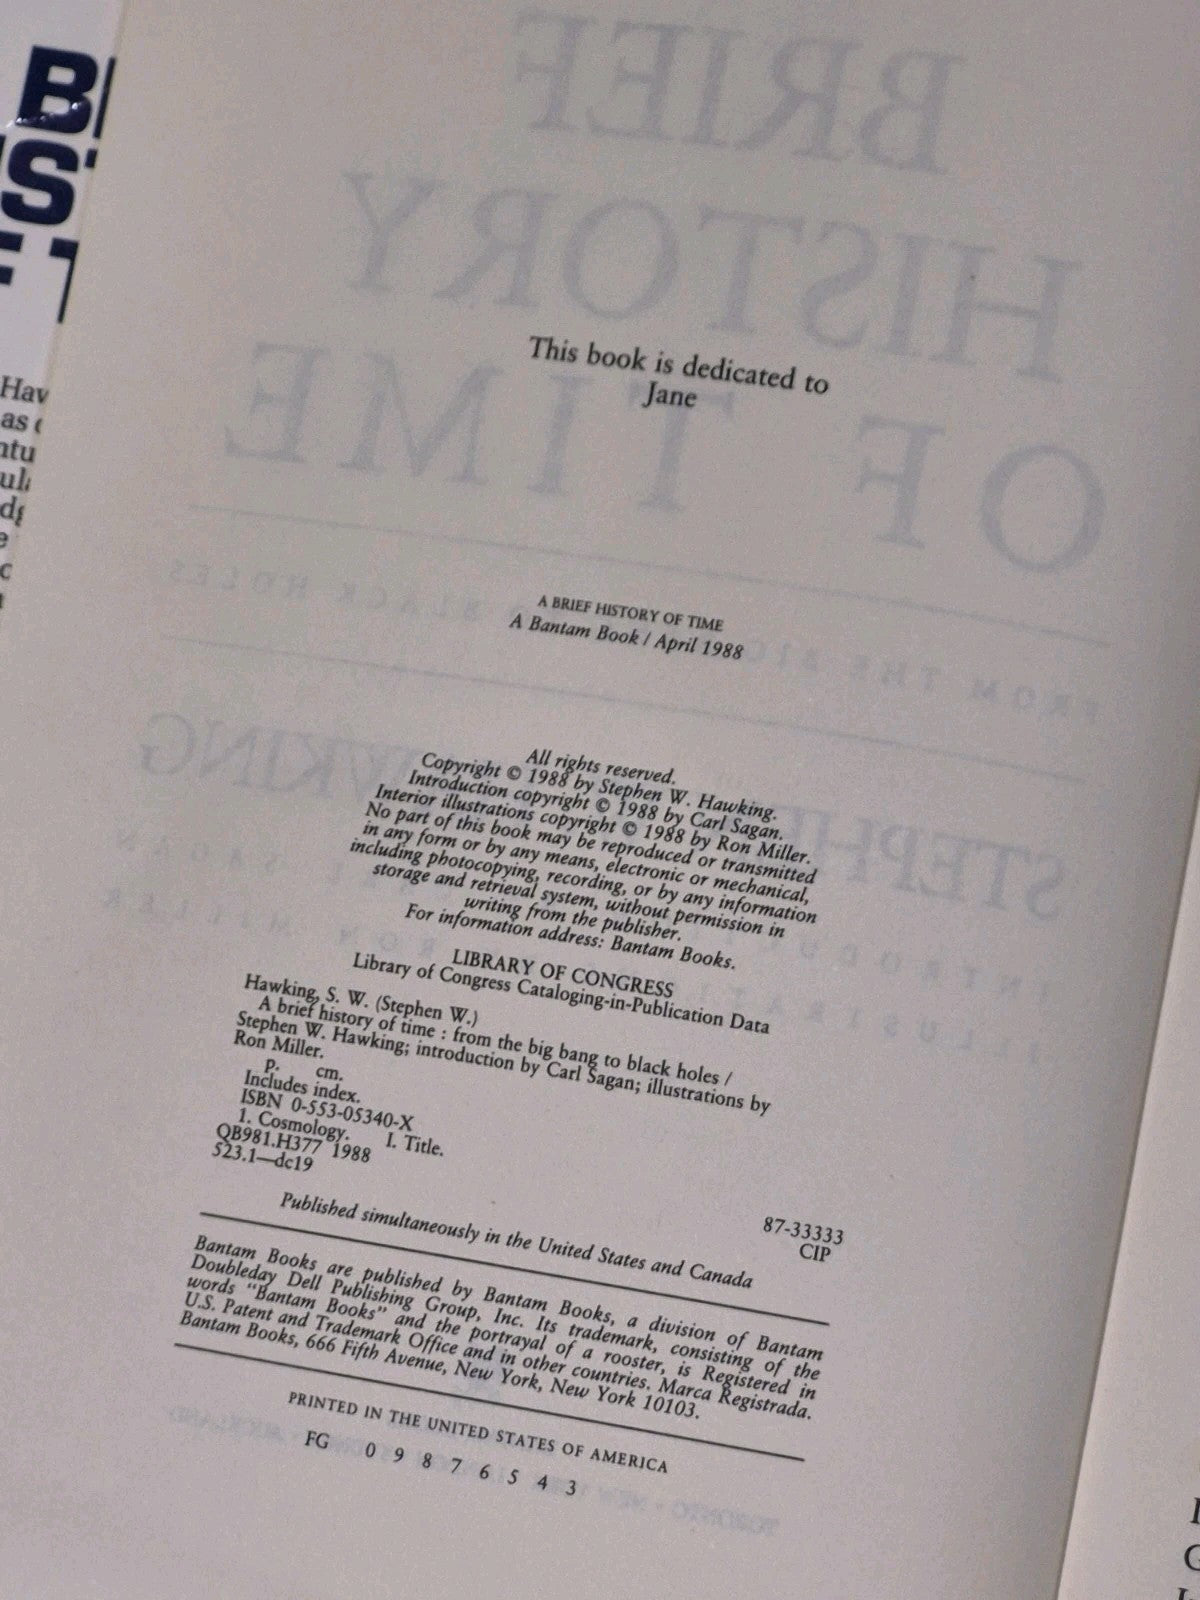 This book is dedicated to
Jane
A BRIEF HISTORY OF TIME
A Bantam Book / April 1988
All rights reserved.
Copyright © 1988 by Stephen W. Hawking.
Introduction copyright © 1988 by Carl Sagan.
Interior illustrations copyright © 1988 by Ron Miller.
No part of this book may be reproduced or transmitted
in any form or by any means, electronic or mechanical,
including photocopying, recording, or by any information
storage and retrieval system, without permission in
writing from the publisher.
For information address: Bantam Books.
LIBRARY OF CONGRESS
Library of Congress Cataloging-in-Publication Data
Hawking, S. W. (Stephen W.)
A brief history of time : from the big bang to black holes /
Stephen W. Hawking; introduction by Carl Sagan; illustrations by
Ron Miller.
p. cm.
Includes index.
ISBN 0-553-05340-X
1. Cosmology. I. Title.
QB981.H377 1988
523.1—dc19
87-33333
CIP
Published simultaneously in the United States and Canada
Bantam Books are published by Bantam Books, a division of Bantam
Doubleday Dell Publishing Group, Inc. Its trademark, consisting of the
words "Bantam Books" and the portrayal of a rooster, is Registered in
U.S. Patent and Trademark Office and in other countries. Marca Registrada.
Bantam Books, 666 Fifth Avenue, New York, New York 10103.
PRINTED IN THE UNITED STATES OF AMERICA
FG 0 9 8 7 6 5 4 3